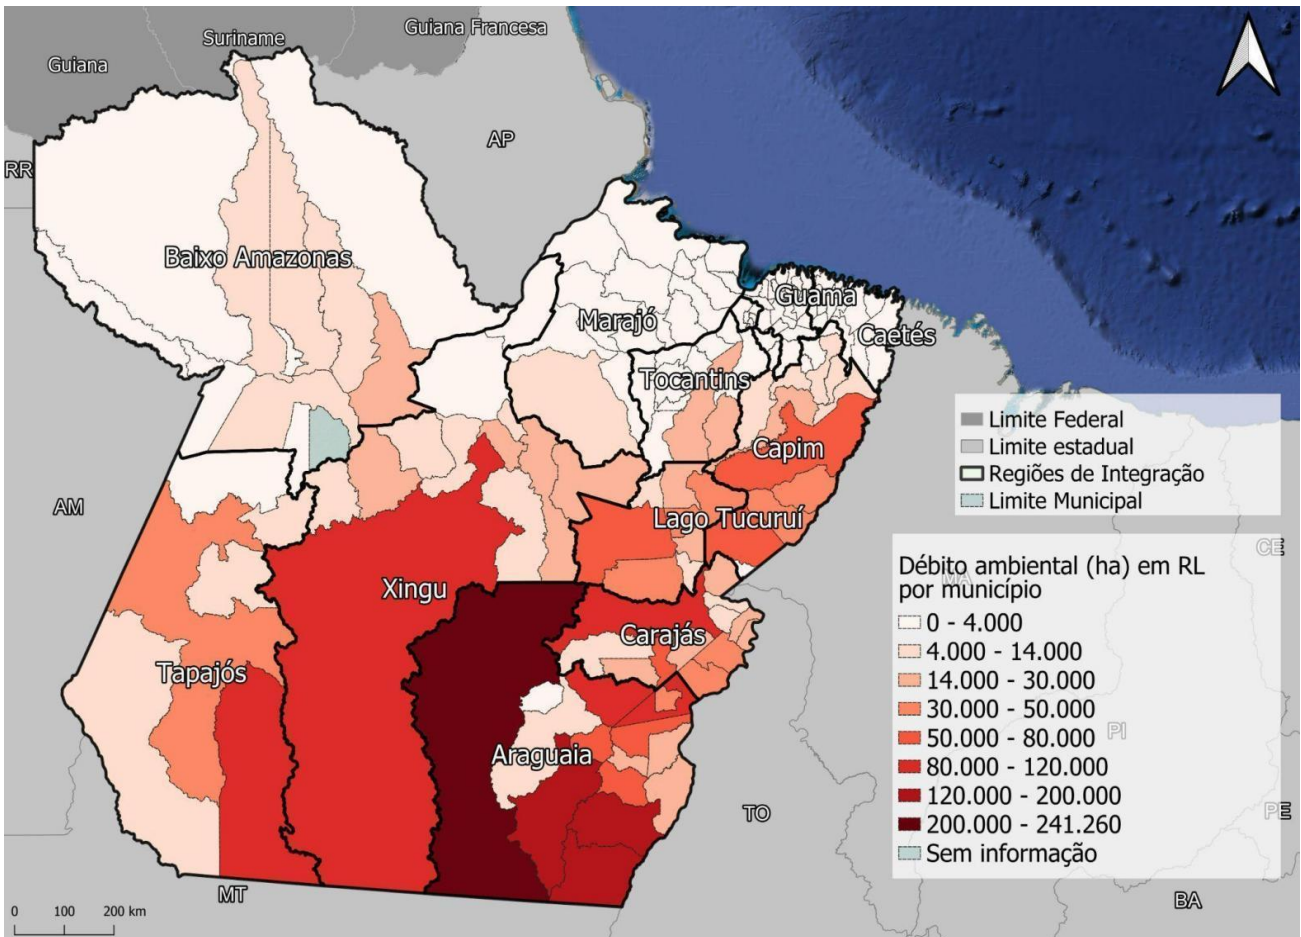 Guiana Francesa
Suriname
Guiana
AP
RR
Baixo Amazonas
Guamá
Marajó
Caetés
Tocantins
Capim
AM
Lago Tucuruí
Xingu
Carajás
Tapajós
Araguaia
TO
MT
Limite Federal
Limite estadual
Regiões de Integração
Limite Municipal
CE
MA
Débito ambiental (ha) em RL
por município
0 - 4.000
4.000 - 14.000
14.000 - 30.000
30.000 - 50.000
50.000 - 80.000
80.000 - 120.000
120.000 - 200.000
200.000 - 241.260
Sem informação
PI
PE
BA
0 100 200 km